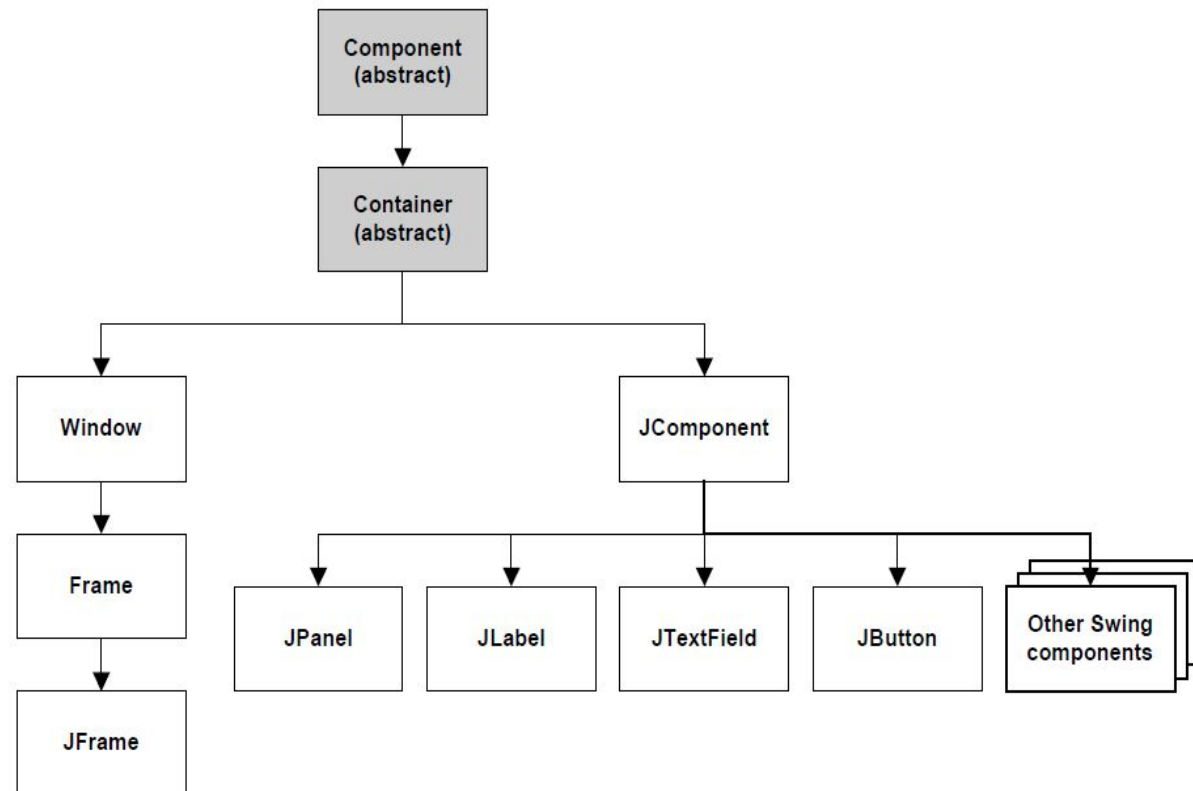 Component
(abstract)
Container
(abstract)
Window
JComponent
Frame
JPanel
JLabel
JTextField
JButton
Other Swing
components
JFrame